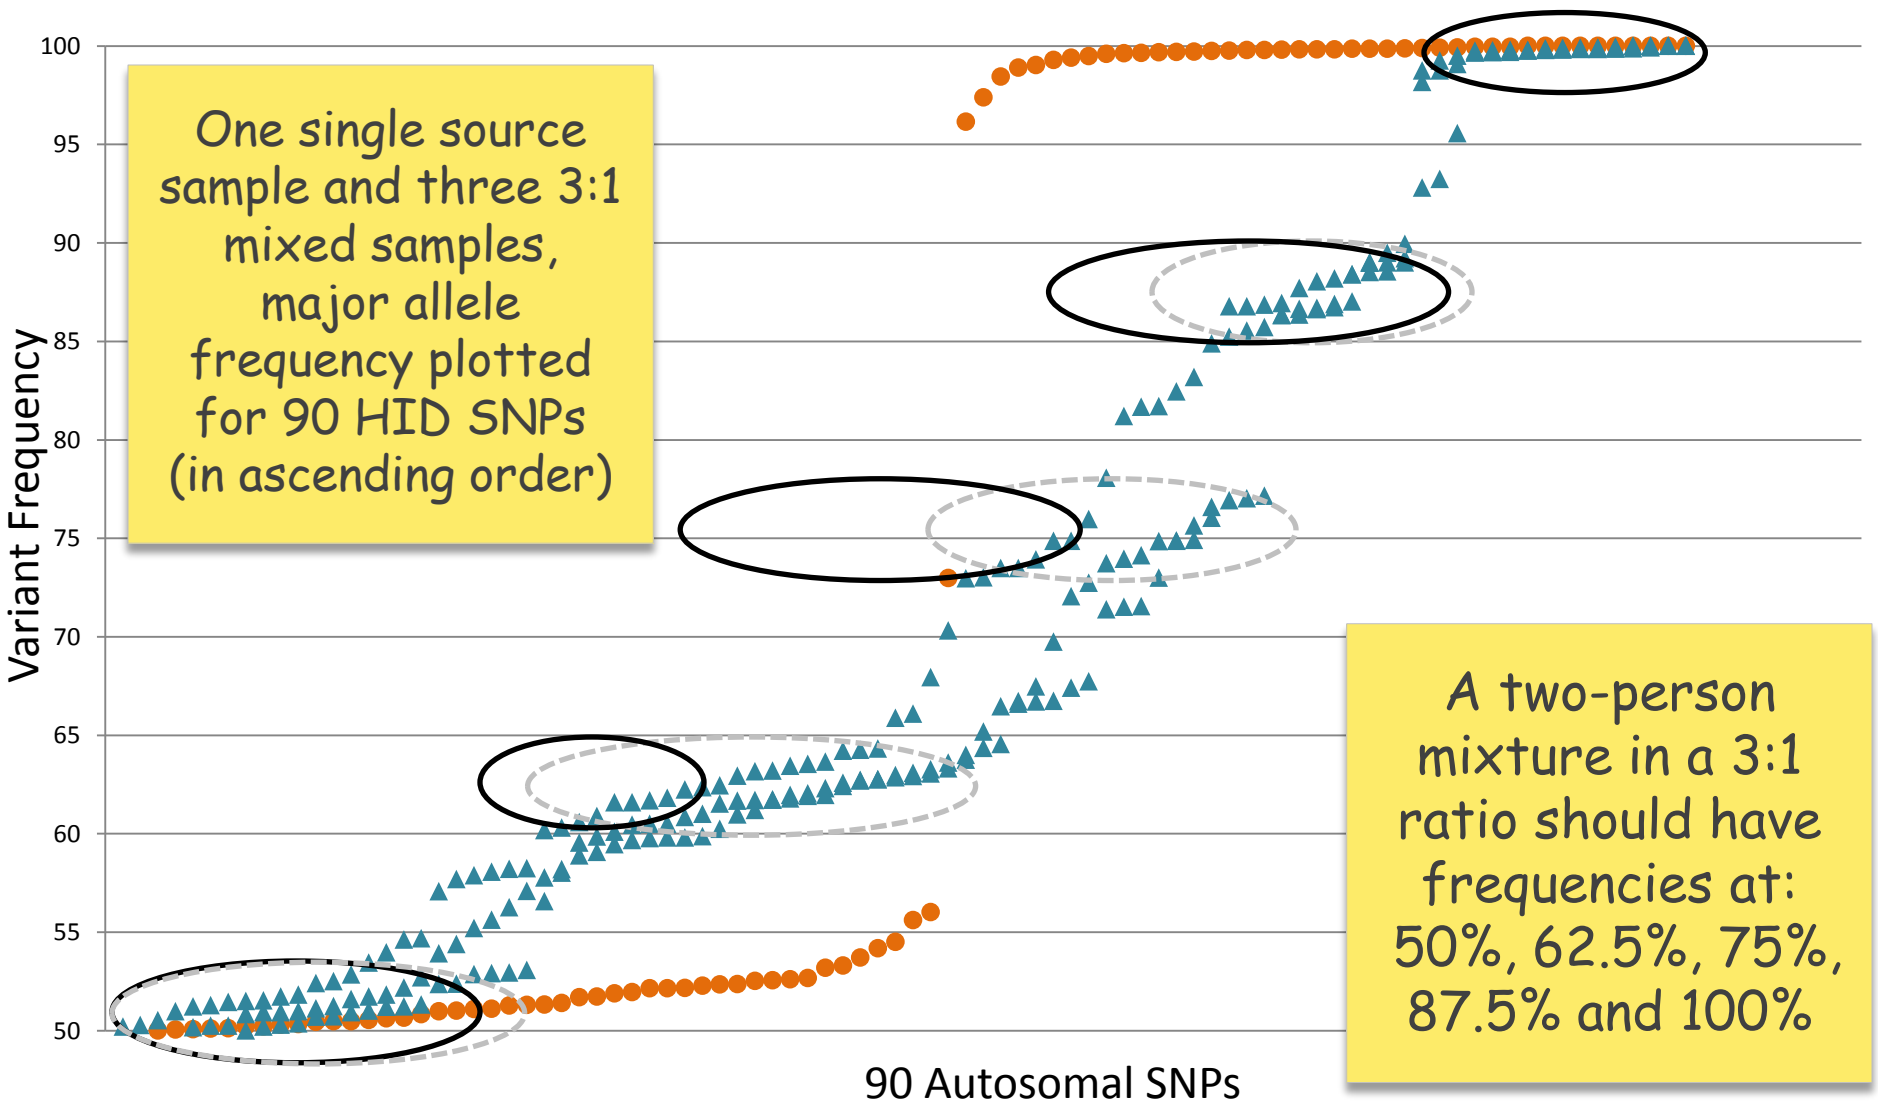 One single source
sample and three 3:1
mixed samples,
major allele
frequency plotted
for 90 HID SNPs
(in ascending order)
Variant Frequency
100
95
90
85
80
75
70
65
60
55
50
A two-person
mixture in a 3:1
ratio should have
frequencies at:
50%, 62.5%, 75%,
87.5% and 100%
90 Autosomal SNPs